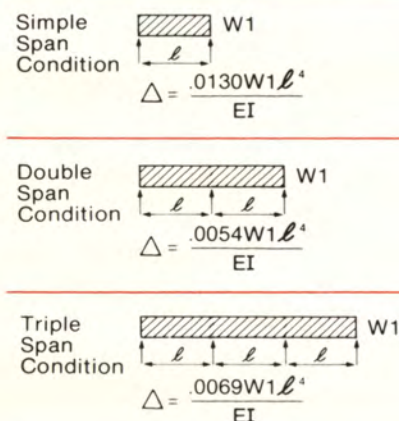 Simple
Span
Condition
W1
ℓ
Δ = .0130W1ℓ⁴
EI
Double
Span
Condition
W1
ℓ ℓ
Δ = .0054W1ℓ⁴
EI
Triple
Span
Condition
W1
ℓ ℓ ℓ
Δ = .0069W1ℓ⁴
EI